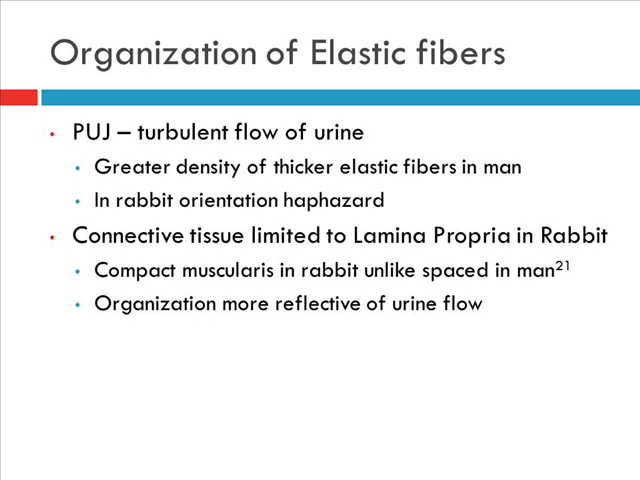 Organization of Elastic fibers
• PUJ – turbulent flow of urine
• Greater density of thicker elastic fibers in man
• In rabbit orientation haphazard
• Connective tissue limited to Lamina Propria in Rabbit
• Compact muscularis in rabbit unlike spaced in man²¹
• Organization more reflective of urine flow